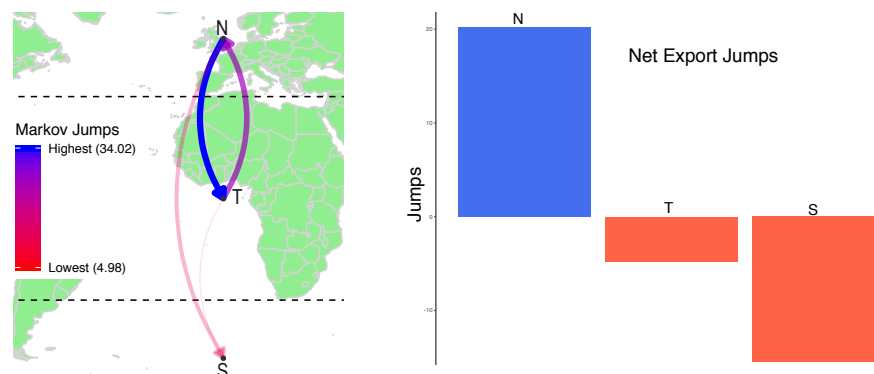 N
Markov Jumps
Highest (34.02)
T
Lowest (4.98)
S
Net Export Jumps
Jumps
20
10
0
-10
N
T
S